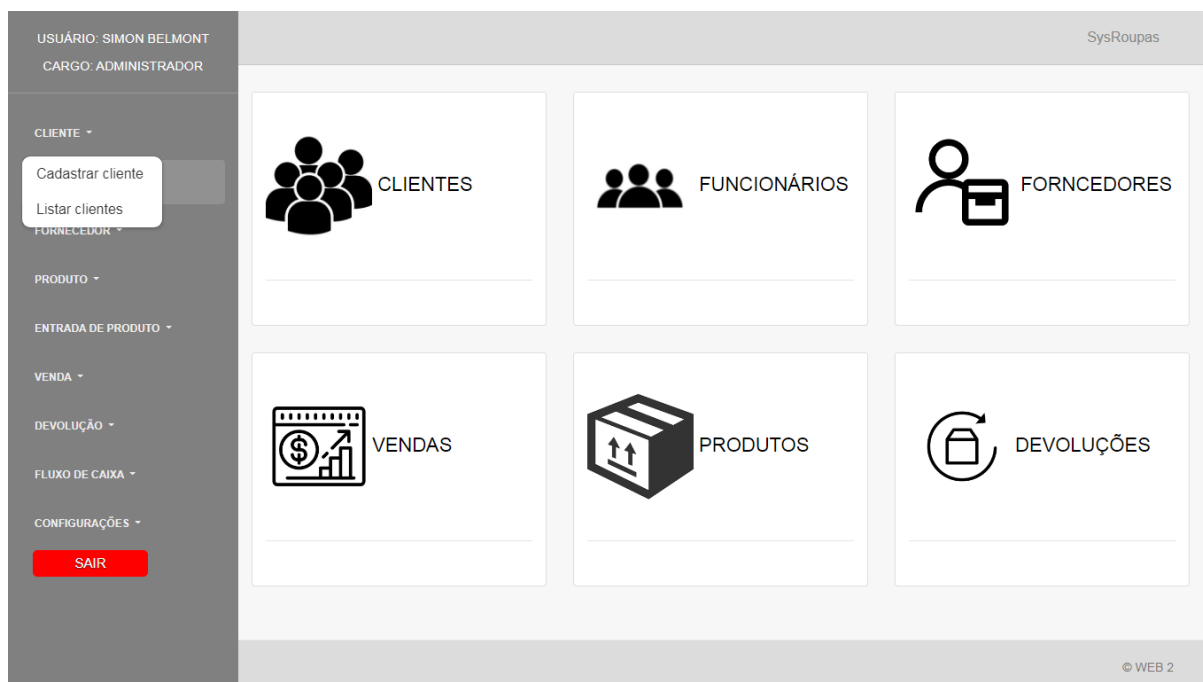 USUÁRIO: SIMON BELMONT
CARGO: ADMINISTRADOR
CLIENTE
Cadastrar cliente
Listar clientes
FORNECEDOR
PRODUTO
ENTRADA DE PRODUTO
VENDA
DEVOLUÇÃO
FLUXO DE CAIXA
CONFIGURAÇÕES
SAIR
SysRoupas
CLIENTES
FUNCIONÁRIOS
FORNCEDORES
VENDAS
PRODUTOS
DEVOLUÇÕES
© WEB 2